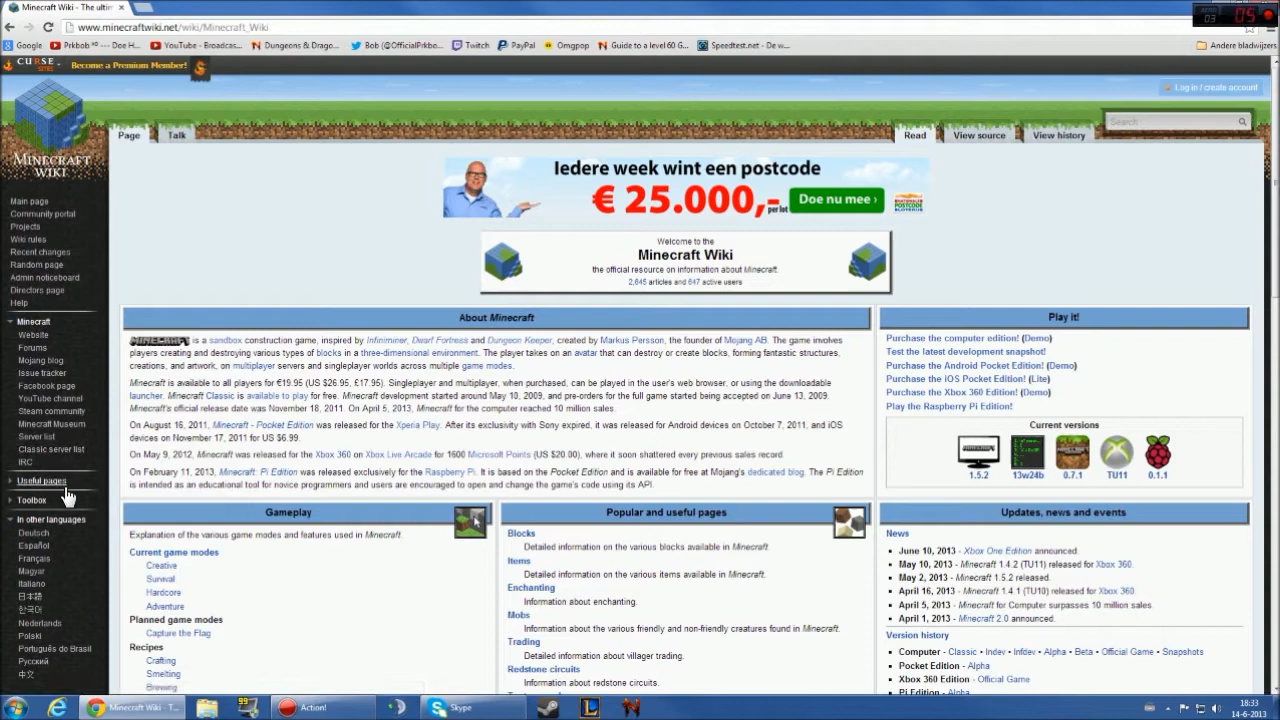 Minecraft Wiki - The ultim
www.minecraftwiki.net/wiki/Minecraft_Wiki
03 05
Google Prkbob ᴴᴰ -- Doe H... YouTube - Broadcas... Dungeons & Drago... Bob (@OfficialPrkbo... Twitch PayPal Omgpop Guide to a level 60 G... Speedtest.net - De w... Andere bladwijzers
CURSE SITES Become a Premium Member!
Log in / create account
MINECRAFT WIKI
Page Talk Read View source View history Search
Iedere week wint een postcode
€ 25.000,- per lot Doe nu mee ›
Welcome to the
Minecraft Wiki
the official resource on information about Minecraft.
2,645 articles and 647 active users
Main page
Community portal
Projects
Wiki rules
Recent changes
Random page
Admin noticeboard
Directors page
Help
Minecraft
Website
Forums
Mojang blog
Issue tracker
Facebook page
YouTube channel
Steam community
Minecraft Museum
Server list
Classic server list
IRC
Useful pages
Toolbox
In other languages
Deutsch
Español
Français
Magyar
Italiano
日本語
한국어
Nederlands
Polski
Português do Brasil
Русский
中文
About Minecraft
MINECRAFT is a sandbox construction game, inspired by Infiniminer, Dwarf Fortress and Dungeon Keeper, created by Markus Persson, the founder of Mojang AB. The game involves
players creating and destroying various types of blocks in a three-dimensional environment. The player takes on an avatar that can destroy or create blocks, forming fantastic structures,
creations, and artwork, on multiplayer servers and singleplayer worlds across multiple game modes.
Minecraft is available to all players for €19.95 (US $26.95, £17.95). Singleplayer and multiplayer, when purchased, can be played in the user's web browser, or using the downloadable
launcher. Minecraft Classic is available to play for free. Minecraft development started around May 10, 2009, and pre-orders for the full game started being accepted on June 13, 2009.
Minecraft's official release date was November 18, 2011. On April 5, 2013, Minecraft for the computer reached 10 million sales.
On August 16, 2011, Minecraft - Pocket Edition was released for the Xperia Play. After its exclusivity with Sony expired, it was released for Android devices on October 7, 2011, and iOS
devices on November 17, 2011 for US $6.99.
On May 9, 2012, Minecraft was released for the Xbox 360 on Xbox Live Arcade for 1600 Microsoft Points (US $20.00), where it soon shattered every previous sales record.
On February 11, 2013, Minecraft: Pi Edition was released exclusively for the Raspberry Pi. It is based on the Pocket Edition and is available for free at Mojang's dedicated blog. The Pi Edition
is intended as an educational tool for novice programmers and users are encouraged to open and change the game's code using its API.
Play it!
Purchase the computer edition! (Demo)
Test the latest development snapshot!
Purchase the Android Pocket Edition! (Demo)
Purchase the iOS Pocket Edition! (Lite)
Purchase the Xbox 360 Edition! (Demo)
Play the Raspberry Pi Edition!
Current versions
1.5.2 13w24b 0.7.1 TU11 0.1.1
Gameplay
Explanation of the various game modes and features used in Minecraft.
Current game modes
Creative
Survival
Hardcore
Adventure
Planned game modes
Capture the Flag
Recipes
Crafting
Smelting
Brewing
Popular and useful pages
Blocks
Detailed information on the various blocks available in Minecraft.
Items
Detailed information on the various items available in Minecraft.
Enchanting
Information about enchanting.
Mobs
Information about the various friendly and non-friendly creatures found in Minecraft.
Trading
Detailed information about villager trading.
Redstone circuits
Information about redstone circuits.
Updates, news and events
News
June 10, 2013 - Xbox One Edition announced.
May 10, 2013 - Minecraft 1.4.2 (TU11) released for Xbox 360.
May 2, 2013 - Minecraft 1.5.2 released.
April 16, 2013 - Minecraft 1.4.1 (TU10) released for Xbox 360.
April 5, 2013 - Minecraft for Computer surpasses 10 million sales.
April 1, 2013 - Minecraft 2.0 announced.
Version history
Computer - Classic • Indev • Infdev • Alpha • Beta • Official Game • Snapshots
Pocket Edition - Alpha
Xbox 360 Edition - Official Game
Pi Edition - Alpha
Minecraft Wiki - T... 99 Action! Skype
18:33
14-6-2013